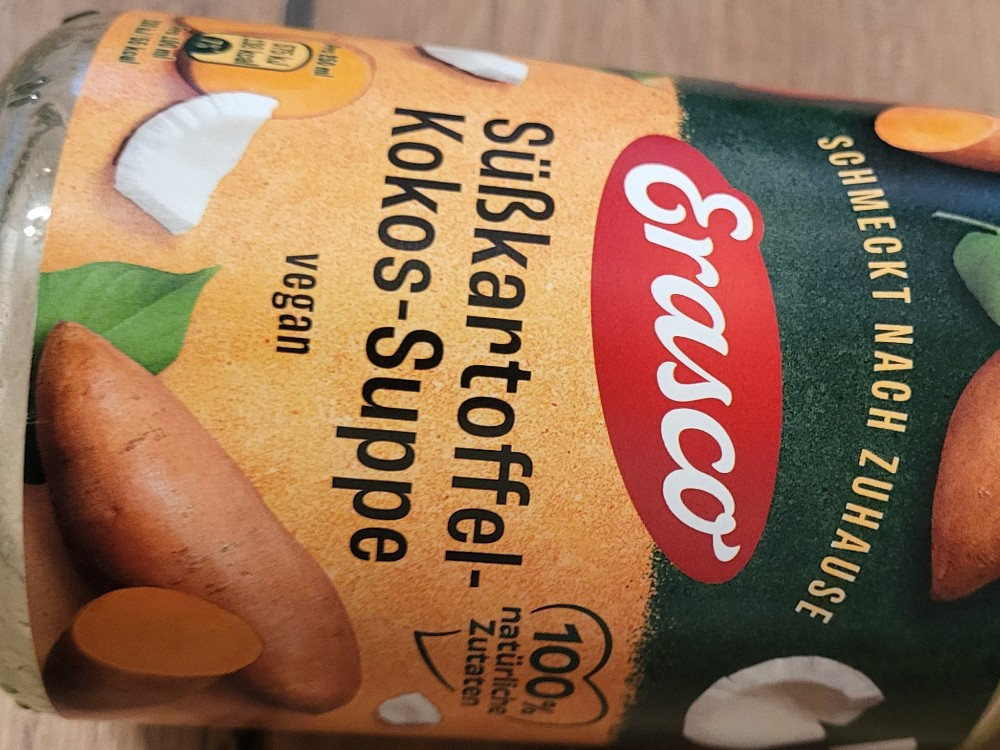 SCHMECKT NACH ZUHAUSE
Erasco
100%
natürliche
Zutaten
Süßkartoffel-
Kokos-Suppe
vegan